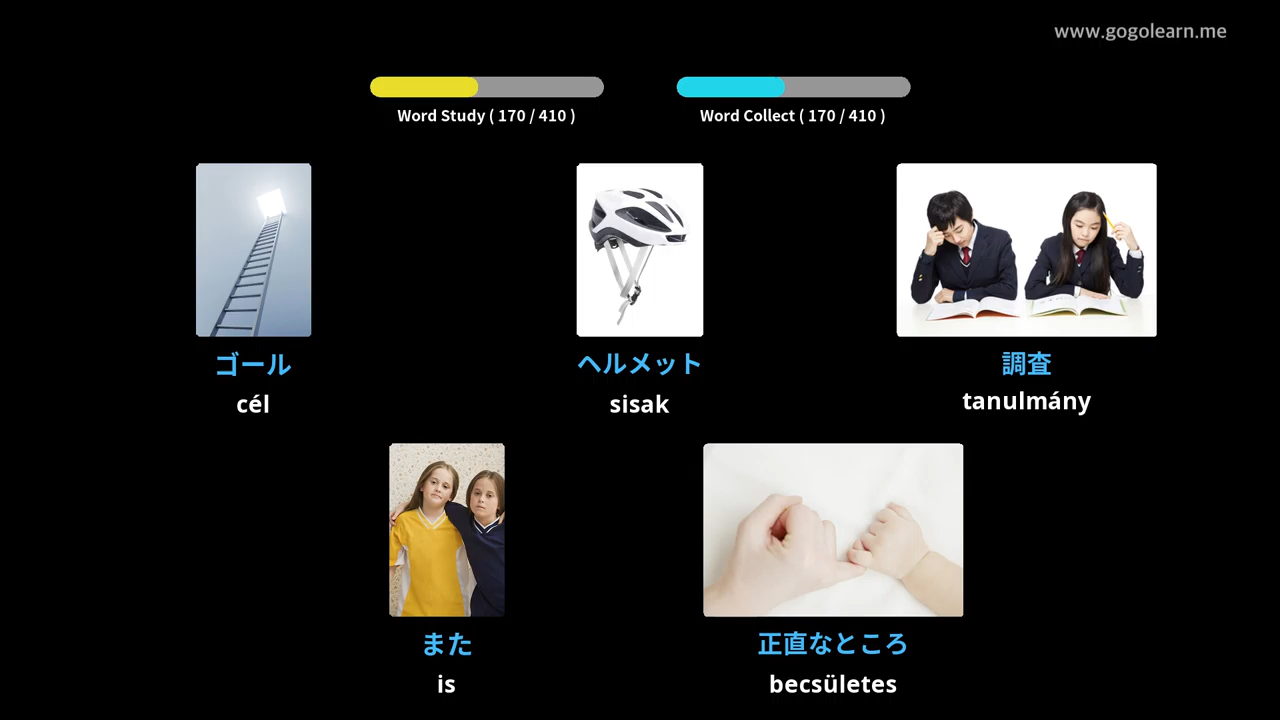 www.gogolearn.me
Word Study ( 170 / 410 )
Word Collect ( 170 / 410 )
ゴール
cél
ヘルメット
sisak
調査
tanulmány
また
is
正直なところ
becsületes